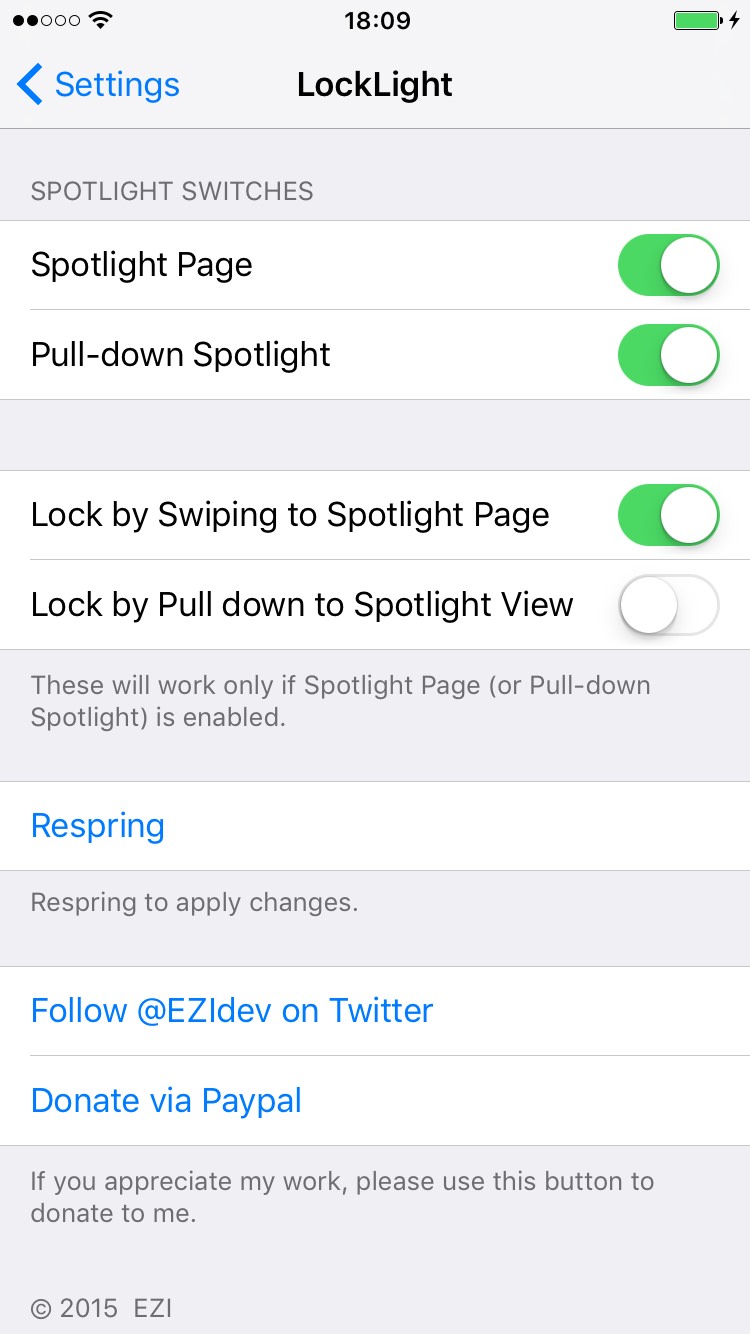 18:09
Settings
LockLight
SPOTLIGHT SWITCHES
Spotlight Page
Pull-down Spotlight
Lock by Swiping to Spotlight Page
Lock by Pull down to Spotlight View
These will work only if Spotlight Page (or Pull-down
Spotlight) is enabled.
Respring
Respring to apply changes.
Follow @EZIdev on Twitter
Donate via Paypal
If you appreciate my work, please use this button to
donate to me.
© 2015  EZI